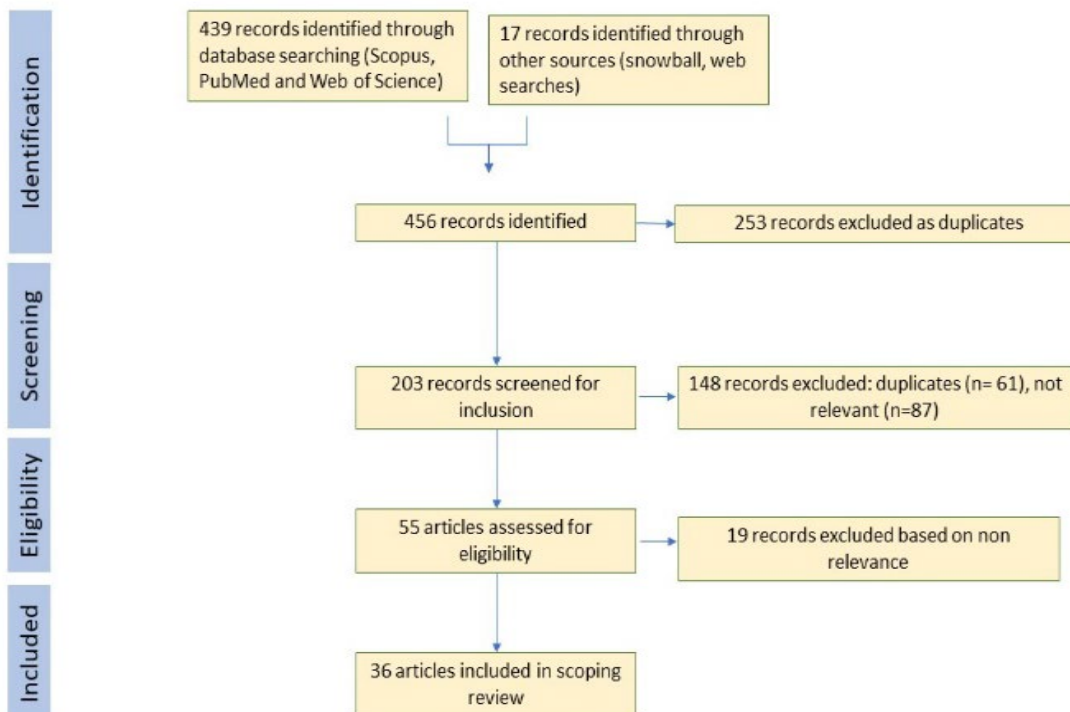 Identification
439 records identified through
database searching (Scopus,
PubMed and Web of Science)
17 records identified through
other sources (snowball, web
searches)
456 records identified
253 records excluded as duplicates
Screening
203 records screened for
inclusion
148 records excluded: duplicates (n= 61), not
relevant (n=87)
Eligibility
55 articles assessed for
eligibility
19 records excluded based on non
relevance
Included
36 articles included in scoping
review